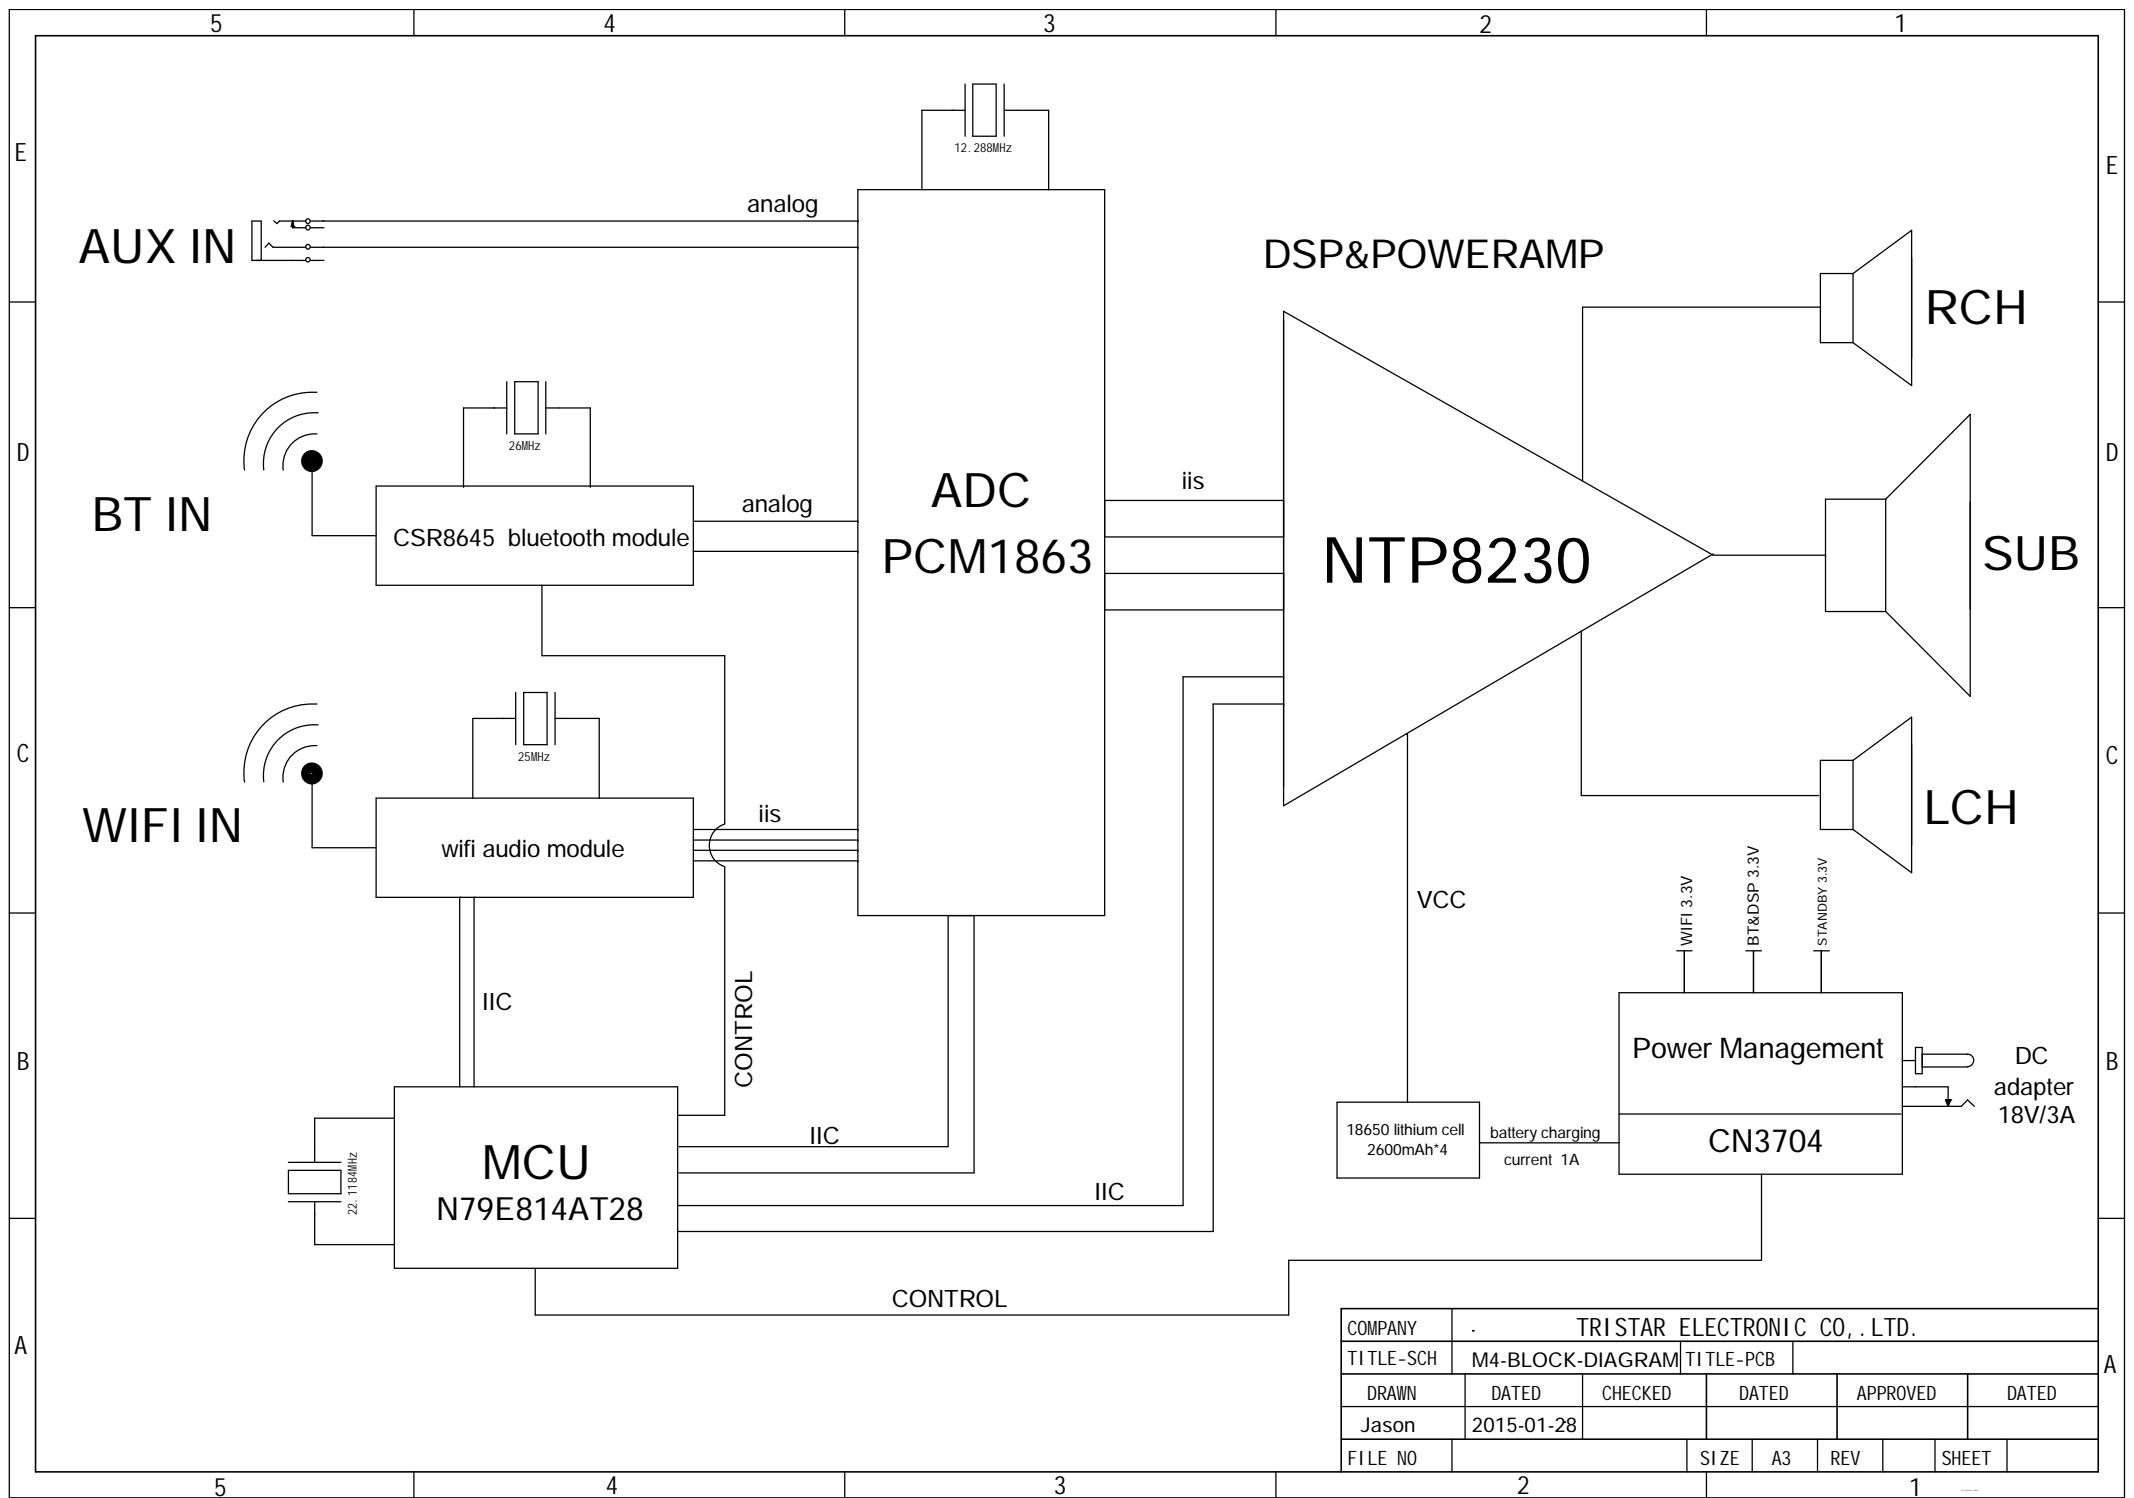 5 4 3 2 1
E E
D D
C C
B B
A A
12.288MHz
AUX IN
analog
DSP&POWERAMP
RCH
26MHz
BT IN
CSR8645 bluetooth module
analog
ADC
PCM1863
iis
NTP8230
SUB
25MHz
WIFI IN
wifi audio module
iis
LCH
VCC
WIFI 3.3V
BT&DSP 3.3V
STANDBY 3.3V
IIC
CONTROL
Power Management
CN3704
DC
adapter
18V/3A
18650 lithium cell
2600mAh*4
battery charging
current 1A
22.1184MHz
MCU
N79E814AT28
IIC
IIC
CONTROL
COMPANY . TRISTAR ELECTRONIC CO,.LTD.
TITLE-SCH M4-BLOCK-DIAGRAM TITLE-PCB
DRAWN DATED CHECKED DATED APPROVED DATED
Jason 2015-01-28
FILE NO SIZE A3 REV SHEET
5 4 3 2 1